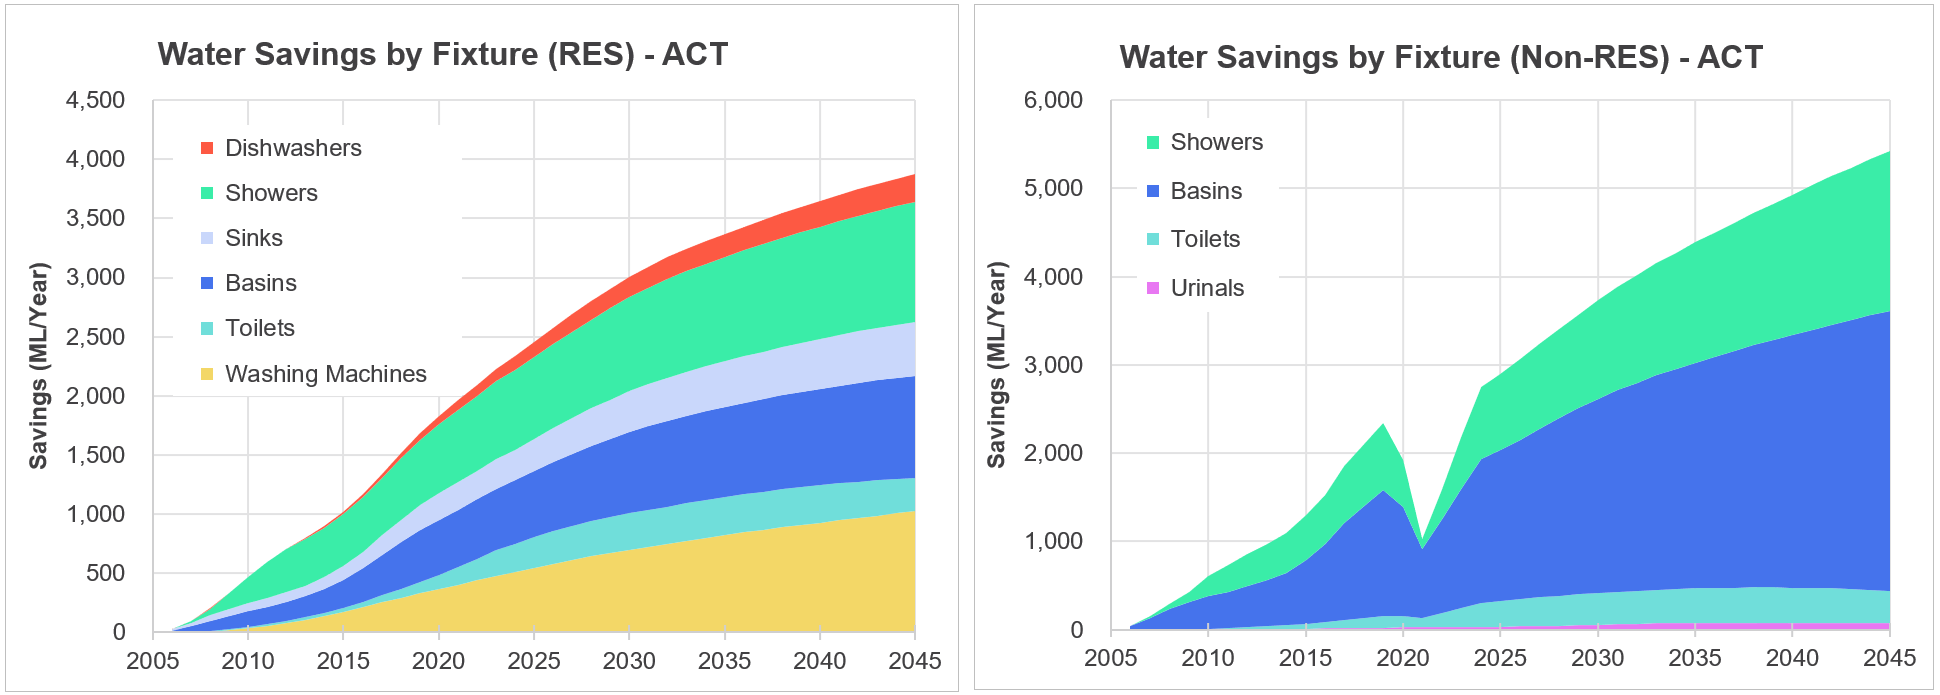 Water Savings by Fixture (RES) - ACT
Savings (ML/Year)
4,500
4,000
3,500
3,000
2,500
2,000
1,500
1,000
500
0
Dishwashers
Showers
Sinks
Basins
Toilets
Washing Machines
2005 2010 2015 2020 2025 2030 2035 2040 2045
Water Savings by Fixture (Non-RES) - ACT
Savings (ML/Year)
6,000
5,000
4,000
3,000
2,000
1,000
0
Showers
Basins
Toilets
Urinals
2005 2010 2015 2020 2025 2030 2035 2040 2045